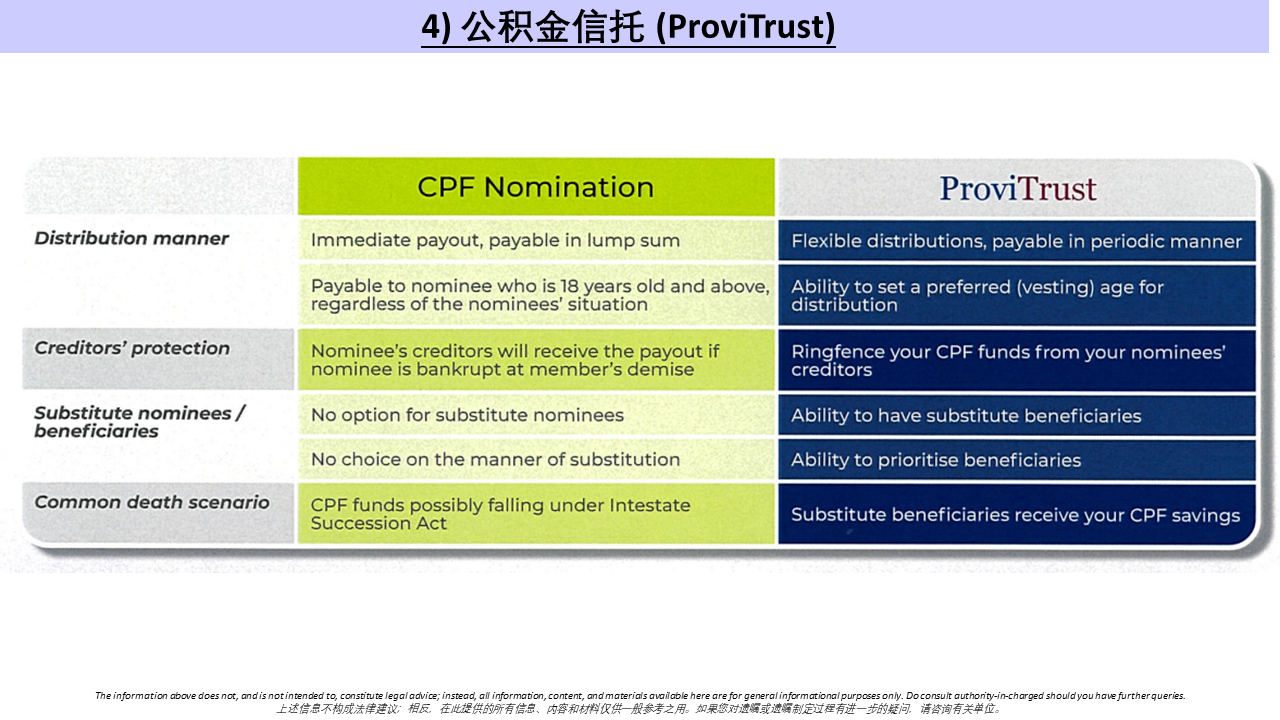 4) 公积金信托 (ProviTrust)
CPF Nomination
ProviTrust
Distribution manner
Immediate payout, payable in lump sum
Flexible distributions, payable in periodic manner
Payable to nominee who is 18 years old and above,
regardless of the nominees' situation
Ability to set a preferred (vesting) age for
distribution
Creditors' protection
Nominee's creditors will receive the payout if
nominee is bankrupt at member's demise
Ringfence your CPF funds from your nominees'
creditors
Substitute nominees /
beneficiaries
No option for substitute nominees
Ability to have substitute beneficiaries
No choice on the manner of substitution
Ability to prioritise beneficiaries
Common death scenario
CPF funds possibly falling under Intestate
Succession Act
Substitute beneficiaries receive your CPF savings
The information above does not, and is not intended to, constitute legal advice; instead, all information, content, and materials available here are for general informational purposes only. Do consult authority-in-charged should you have further queries.
上述信息不构成法律建议；相反，在此提供的所有信息、内容和材料仅供一般参考之用。如果您对遗嘱或遗嘱制定过程有进一步的疑问，请咨询有关单位。